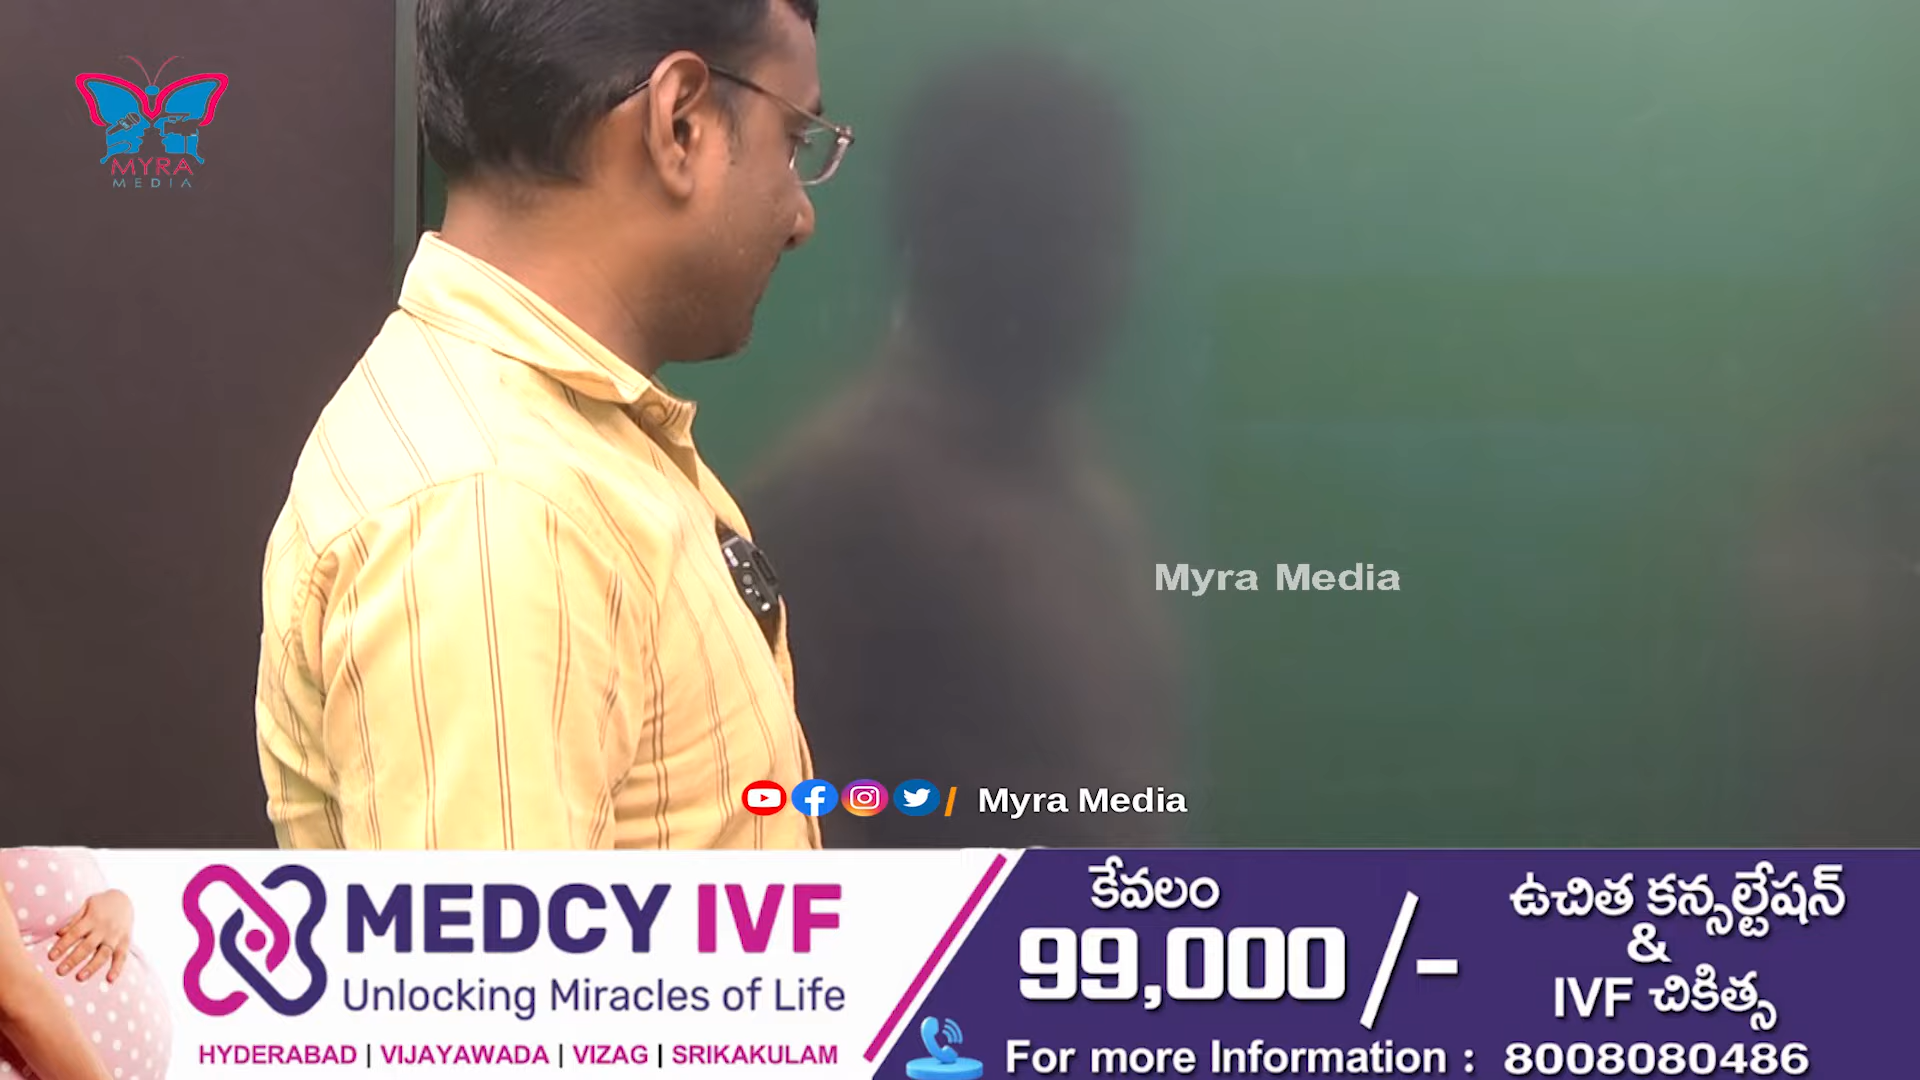 MYRA
MEDIA
Myra Media
/ Myra Media
MEDCY IVF
Unlocking Miracles of Life
HYDERABAD | VIJAYAWADA | VIZAG | SRIKAKULAM
కేవలం
99,000/-
ఉచిత కన్సల్టేషన్
&
IVF చికిత్స
For more Information : 8008080486